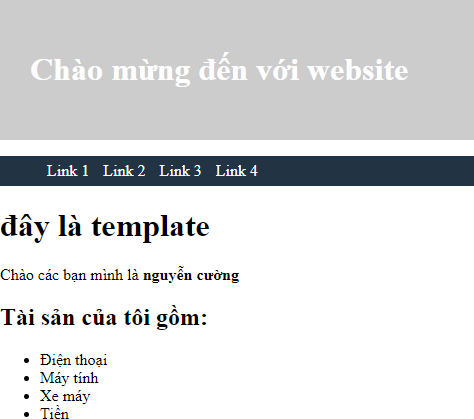 Chào mừng đến với website
Link 1 Link 2 Link 3 Link 4
đây là template
Chào các bạn mình là nguyễn cường
Tài sản của tôi gồm:
Điện thoại
Máy tính
Xe máy
Tiền